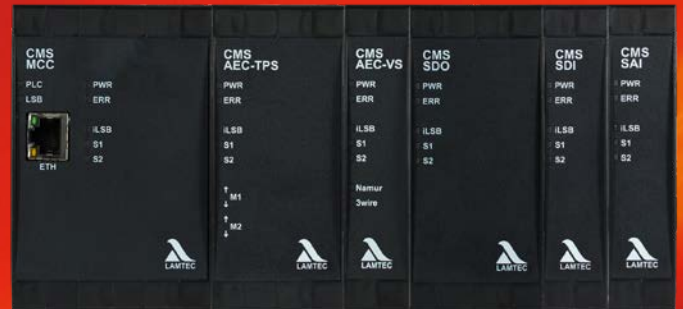 CMS
MCC
PLC PWR
LSB ERR
iLSB
S1
S2
ETH
LAMTEC
CMS
AEC-TPS
PWR
ERR
iLSB
S1
S2
M1
M2
LAMTEC
CMS
AEC-VS
PWR
ERR
iLSB
S1
S2
Namur
3wire
LAMTEC
CMS
SDO
PWR
ERR
iLSB
S1
S2
LAMTEC
CMS
SDI
PWR
ERR
iLSB
S1
S2
LAMTEC
CMS
SAI
PWR
ERR
iLSB
S1
S2
LAMTEC